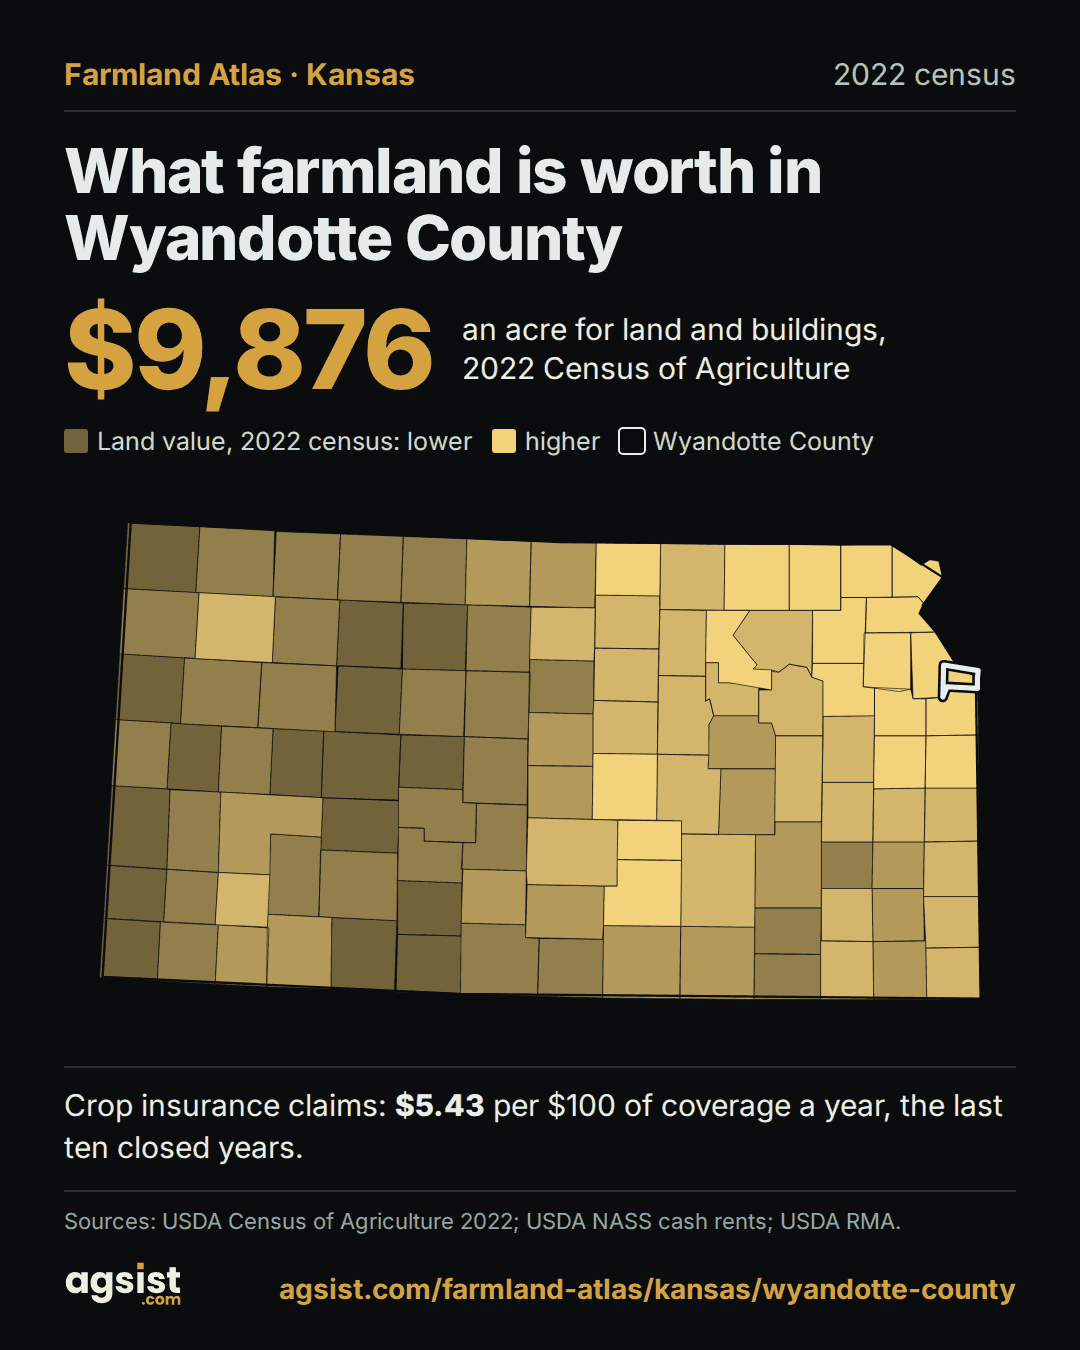 Farmland Atlas · Kansas
2022 census
What farmland is worth in
Wyandotte County
$9,876
an acre for land and buildings,
2022 Census of Agriculture
Land value, 2022 census: lower
higher
Wyandotte County
Crop insurance claims: $5.43 per $100 of coverage a year, the last
ten closed years.
Sources: USDA Census of Agriculture 2022; USDA NASS cash rents; USDA RMA.
agsist
.com
agsist.com/farmland-atlas/kansas/wyandotte-county